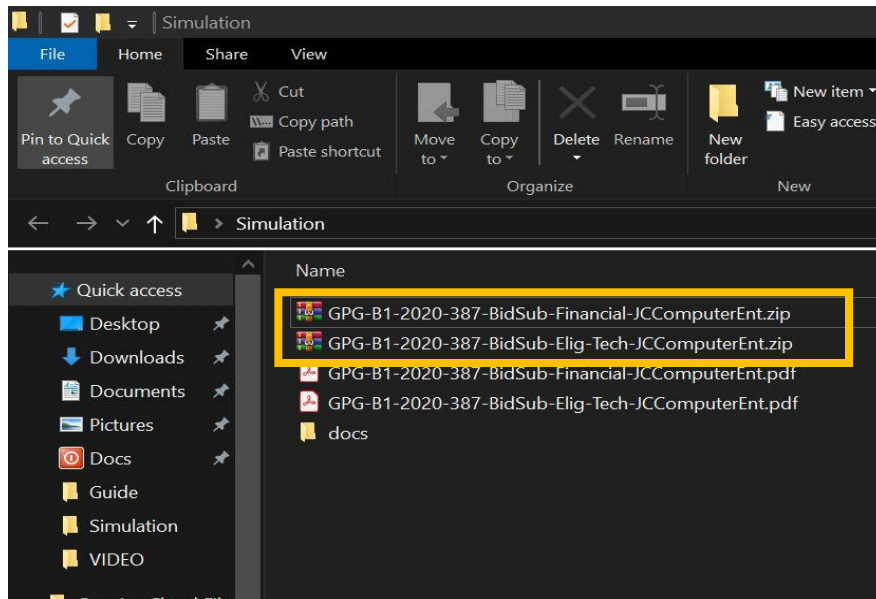 Simulation
File Home Share View
Pin to Quick access
Copy
Paste
Cut
Copy path
Paste shortcut
Move to
Copy to
Delete
Rename
New folder
New item
Easy access
Clipboard
Organize
New
Simulation
Name
Quick access
Desktop
Downloads
Documents
Pictures
Docs
Guide
Simulation
VIDEO
GPG-B1-2020-387-BidSub-Financial-JCComputerEnt.zip
GPG-B1-2020-387-BidSub-Elig-Tech-JCComputerEnt.zip
GPG-B1-2020-387-BidSub-Financial-JCComputerEnt.pdf
GPG-B1-2020-387-BidSub-Elig-Tech-JCComputerEnt.pdf
docs